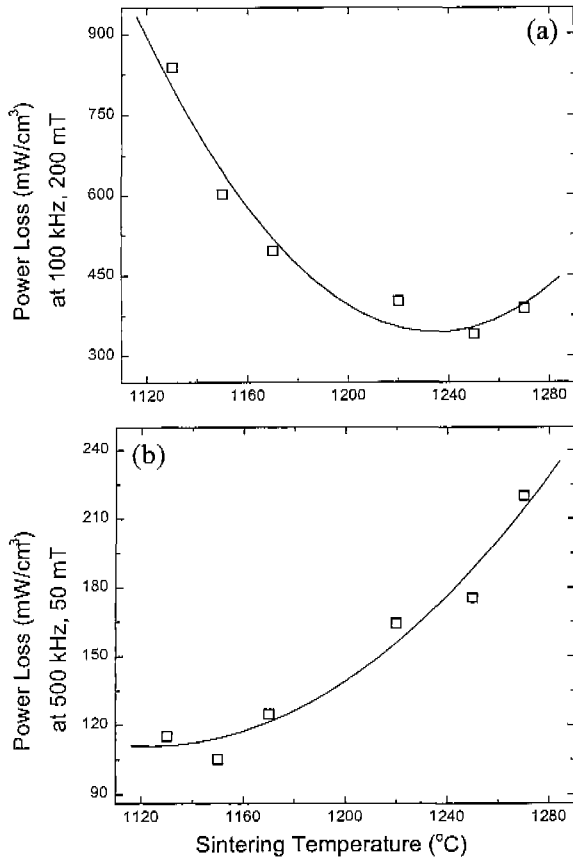 (a)
Power Loss (mW/cm³)
at 100 kHz, 200 mT
900
750
600
450
300
1120 1160 1200 1240 1280
(b)
Power Loss (mW/cm³)
at 500 kHz, 50 mT
240
210
180
150
120
90
1120 1160 1200 1240 1280
Sintering Temperature (°C)